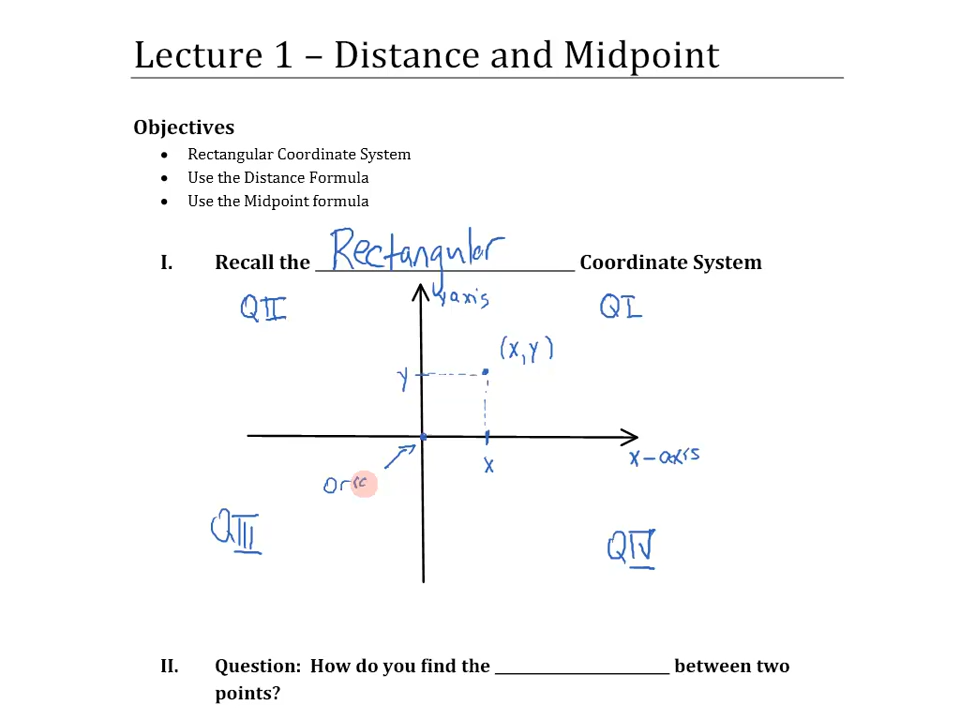 Lecture 1 – Distance and Midpoint
Objectives
• Rectangular Coordinate System
• Use the Distance Formula
• Use the Midpoint formula
I. Recall the Rectangular Coordinate System
y axis
QII
QI
(x,y)
y
x
x-axis
QIII
QIV
II. Question: How do you find the ________________ between two
points?